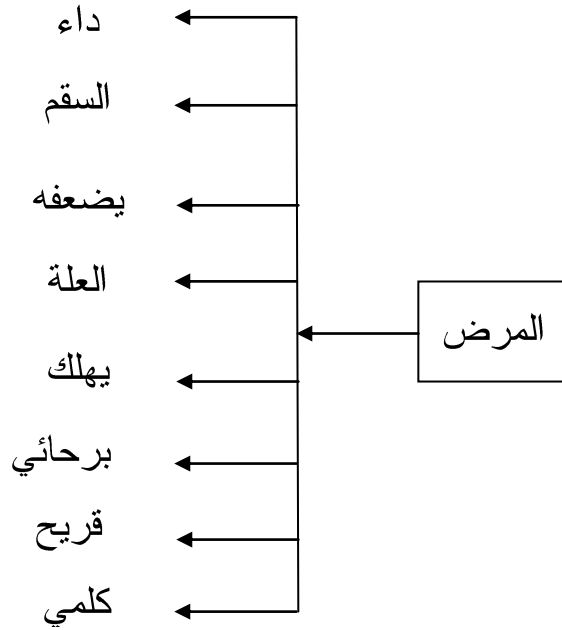 المرض
داء
السقم
يضعفه
العلة
يهلك
برحائي
قريح
كلمي